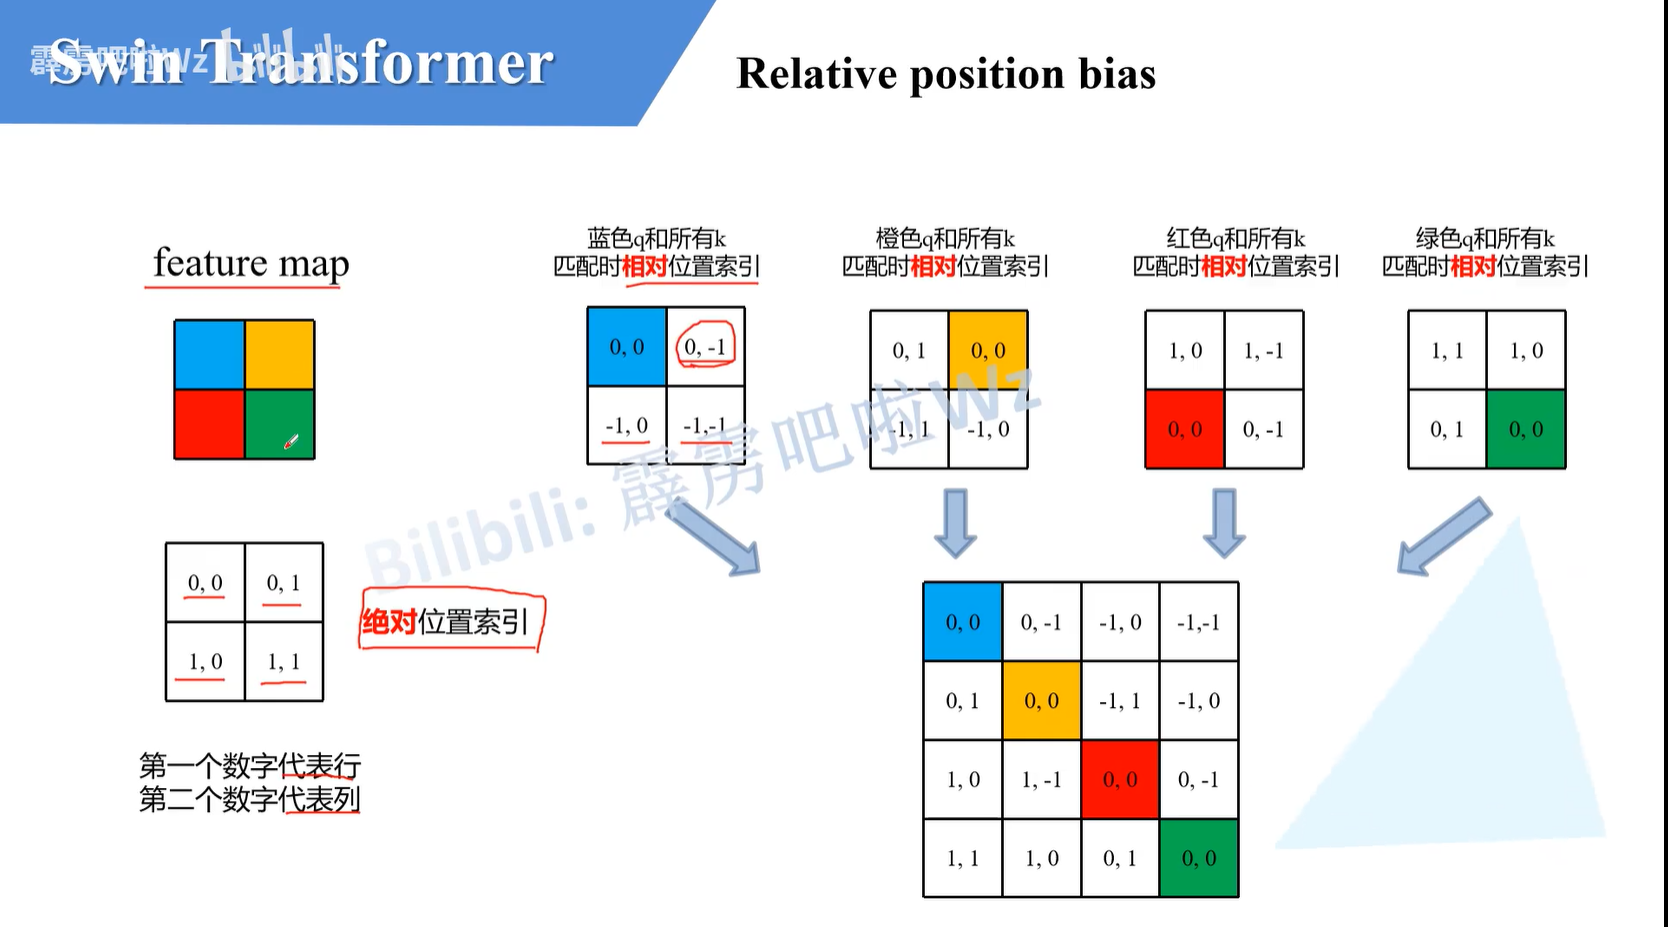 霹雳吧啦Wz bilibili
Swin Transformer
Relative position bias
feature map
0, 0 0, 1
1, 0 1, 1
绝对位置索引
第一个数字代表行
第二个数字代表列
蓝色q和所有k
匹配时相对位置索引
0, 0 0, -1
-1, 0 -1,-1
橙色q和所有k
匹配时相对位置索引
0, 1 0, 0
-1, 1 -1, 0
红色q和所有k
匹配时相对位置索引
1, 0 1, -1
0, 0 0, -1
绿色q和所有k
匹配时相对位置索引
1, 1 1, 0
0, 1 0, 0
Bilibili: 霹雳吧啦Wz
0, 0 0, -1 -1, 0 -1,-1
0, 1 0, 0 -1, 1 -1, 0
1, 0 1, -1 0, 0 0, -1
1, 1 1, 0 0, 1 0, 0